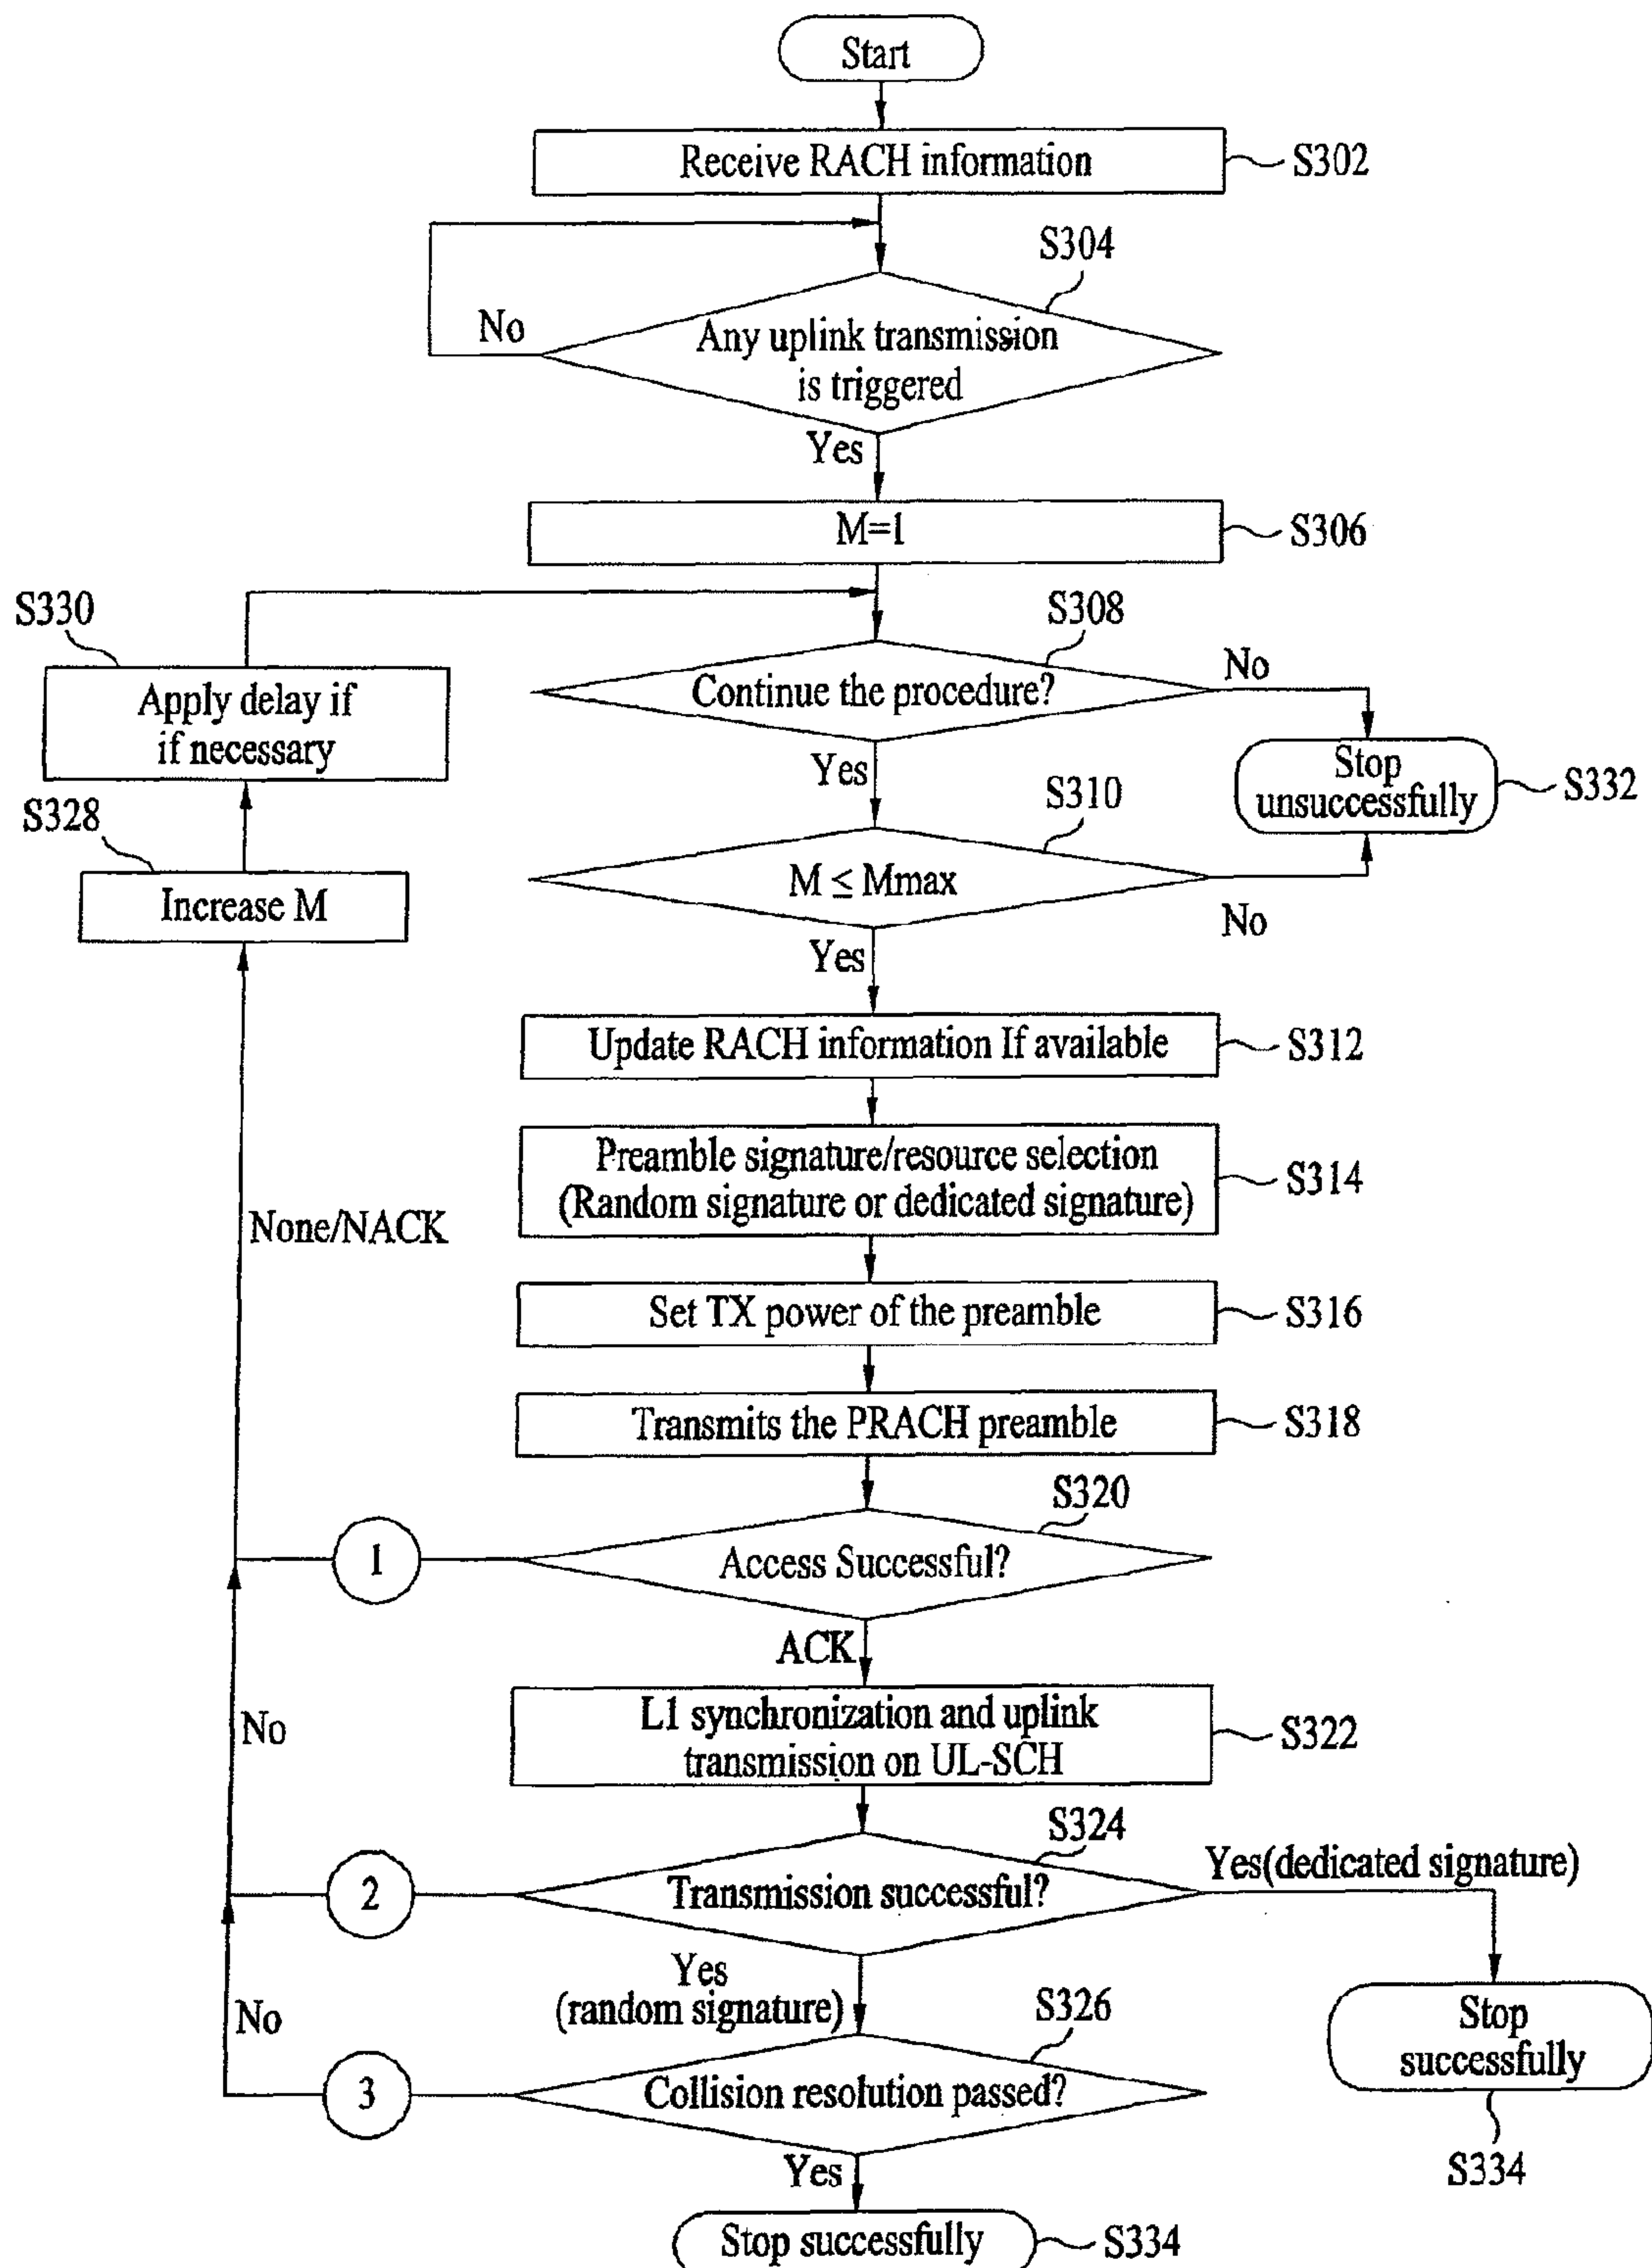 Start
Receive RACH information
S302
S304
No
Any uplink transmission
is triggered
Yes
M=1
S306
S330
S308
Apply delay if
if necessary
Continue the procedure?
No
Yes
Stop
unsuccessfully
S332
S328
S310
Increase M
M ≤ Mmax
No
Yes
Update RACH information If available
S312
Preamble signature/resource selection
(Random signature or dedicated signature)
S314
None/NACK
Set TX power of the preamble
S316
Transmits the PRACH preamble
S318
S320
1
Access Successful?
ACK
No
L1 synchronization and uplink
transmission on UL-SCH
S322
S324
Yes(dedicated signature)
2
Transmission successful?
Yes
(random signature)
No
S326
Stop
successfully
3
Collision resolution passed?
S334
Yes
Stop successfully
S334